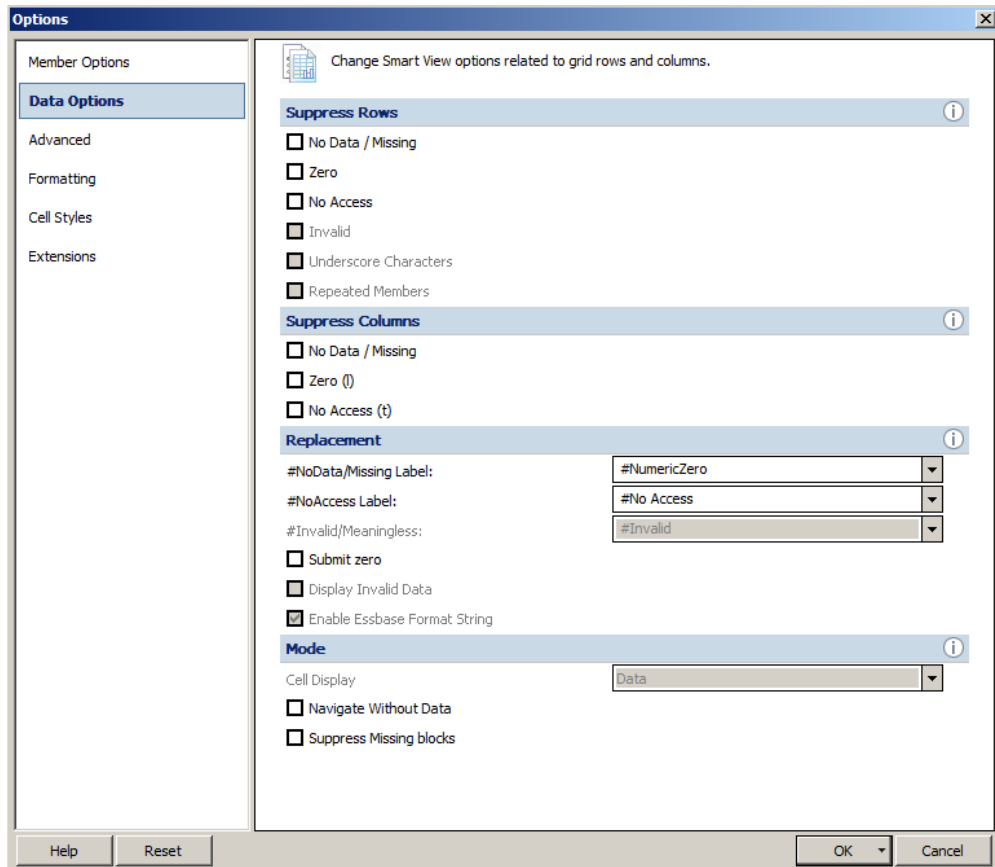 Options
Member Options
Data Options
Advanced
Formatting
Cell Styles
Extensions
Change Smart View options related to grid rows and columns.
Suppress Rows
No Data / Missing
Zero
No Access
Invalid
Underscore Characters
Repeated Members
Suppress Columns
No Data / Missing
Zero (l)
No Access (t)
Replacement
#NoData/Missing Label: #NumericZero
#NoAccess Label: #No Access
#Invalid/Meaningless: #Invalid
Submit zero
Display Invalid Data
Enable Essbase Format String
Mode
Cell Display Data
Navigate Without Data
Suppress Missing blocks
Help Reset OK Cancel